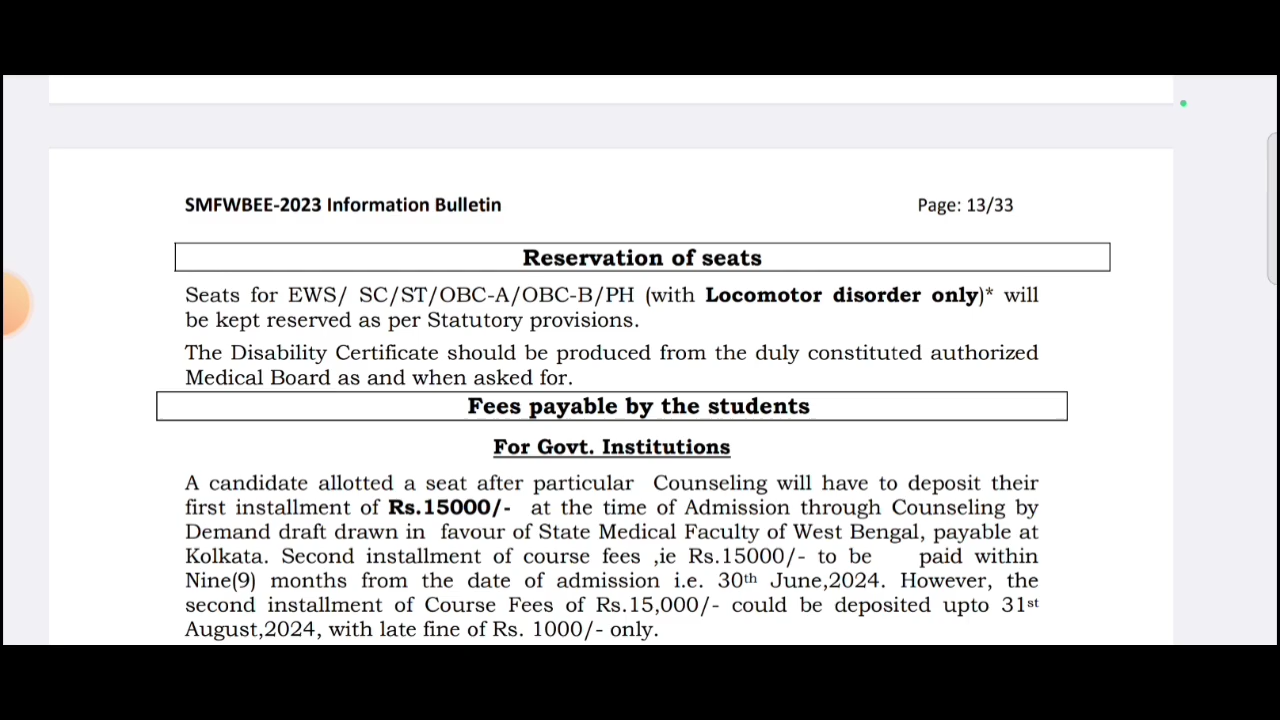 SMFWBEE-2023 Information Bulletin Page: 13/33
Reservation of seats
Seats for EWS/ SC/ST/OBC-A/OBC-B/PH (with Locomotor disorder only)* will
be kept reserved as per Statutory provisions.
The Disability Certificate should be produced from the duly constituted authorized
Medical Board as and when asked for.
Fees payable by the students
For Govt. Institutions
A candidate allotted a seat after particular Counseling will have to deposit their
first installment of Rs.15000/- at the time of Admission through Counseling by
Demand draft drawn in favour of State Medical Faculty of West Bengal, payable at
Kolkata. Second installment of course fees ,ie Rs.15000/- to be paid within
Nine(9) months from the date of admission i.e. 30th June,2024. However, the
second installment of Course Fees of Rs.15,000/- could be deposited upto 31st
August,2024, with late fine of Rs. 1000/- only.